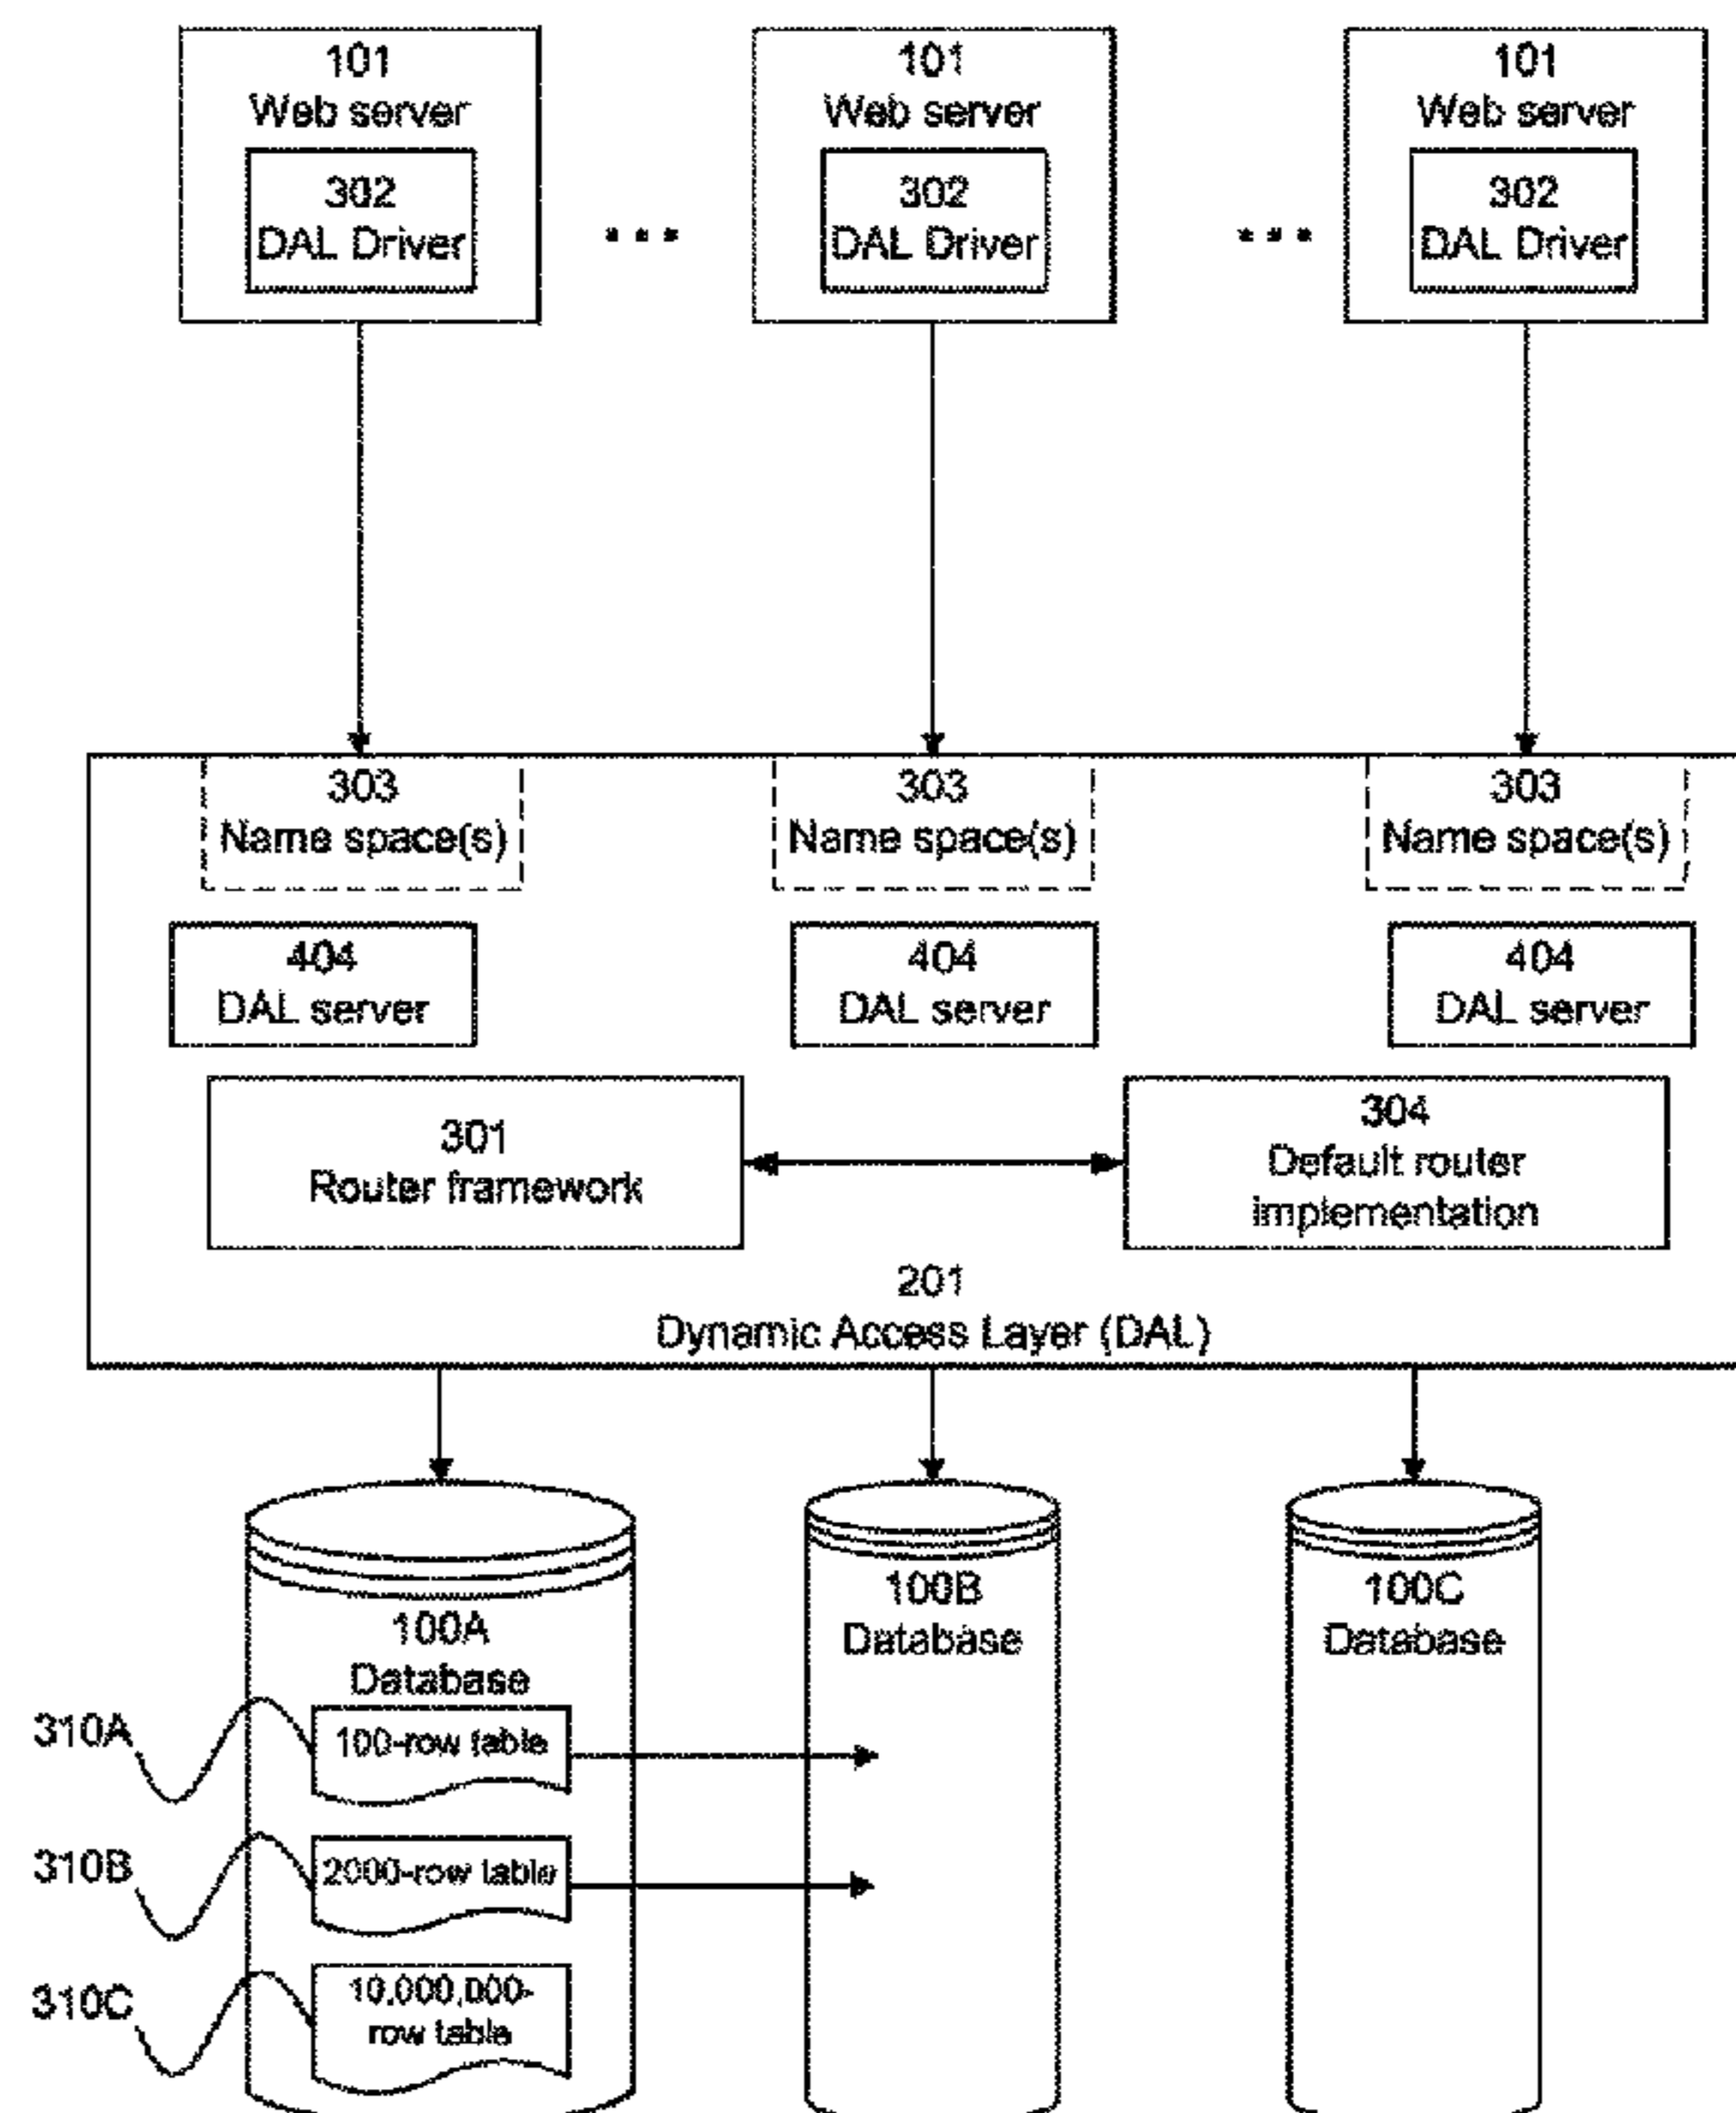 101
Web server
302
DAL Driver
...
101
Web server
302
DAL Driver
...
101
Web server
302
DAL Driver
303
Name space(s)
303
Name space(s)
303
Name space(s)
404
DAL server
404
DAL server
404
DAL server
301
Router framework
304
Default router
implementation
201
Dynamic Access Layer (DAL)
100A
Database
100B
Database
100C
Database
310A
100-row table
310B
2000-row table
310C
10,000,000-
row table